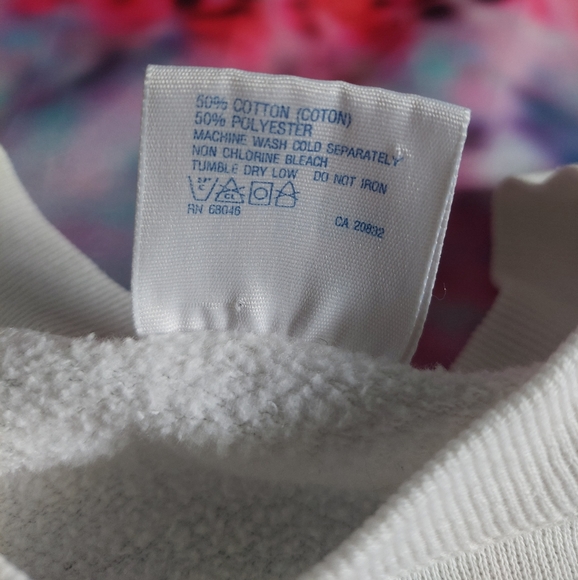 50% COTTON (COTON)
50% POLYESTER
MACHINE WASH COLD SEPARATELY
NON CHLORINE BLEACH
TUMBLE DRY LOW DO NOT IRON
CL
RN 68046 CA 20832